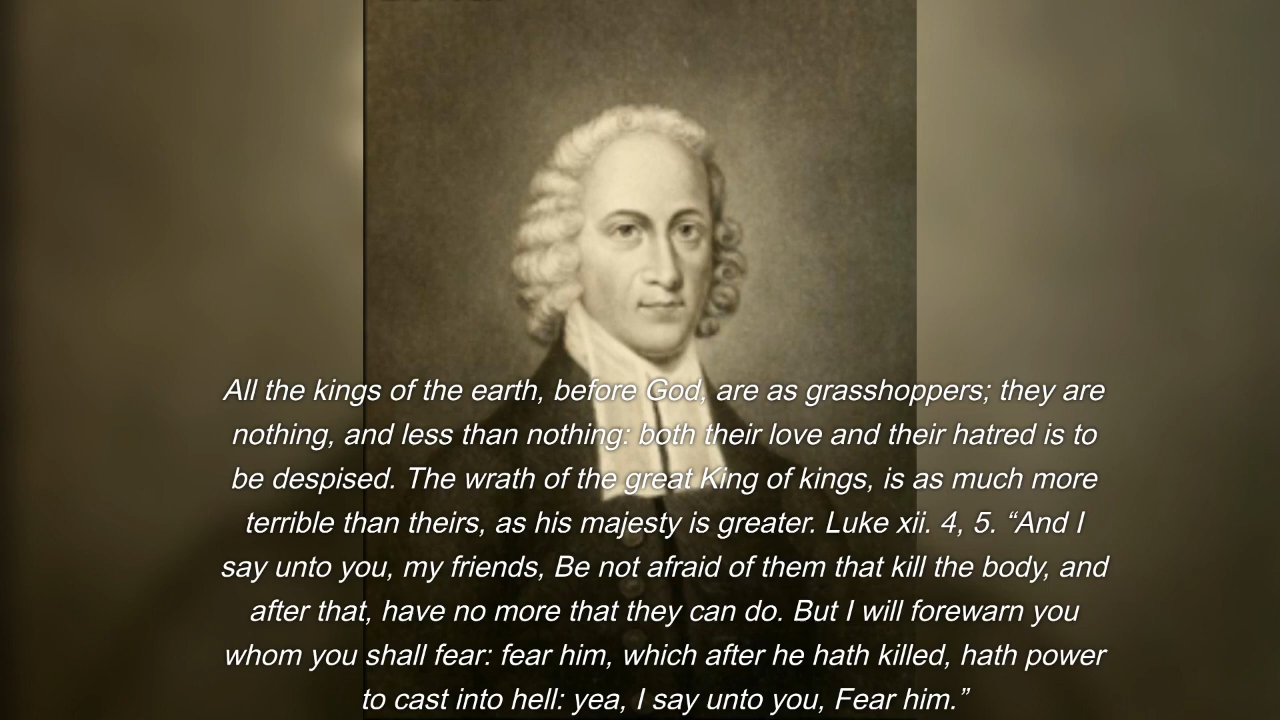 All the kings of the earth, before God, are as grasshoppers; they are
nothing, and less than nothing: both their love and their hatred is to
be despised. The wrath of the great King of kings, is as much more
terrible than theirs, as his majesty is greater. Luke xii. 4, 5. “And I
say unto you, my friends, Be not afraid of them that kill the body, and
after that, have no more that they can do. But I will forewarn you
whom you shall fear: fear him, which after he hath killed, hath power
to cast into hell: yea, I say unto you, Fear him.”